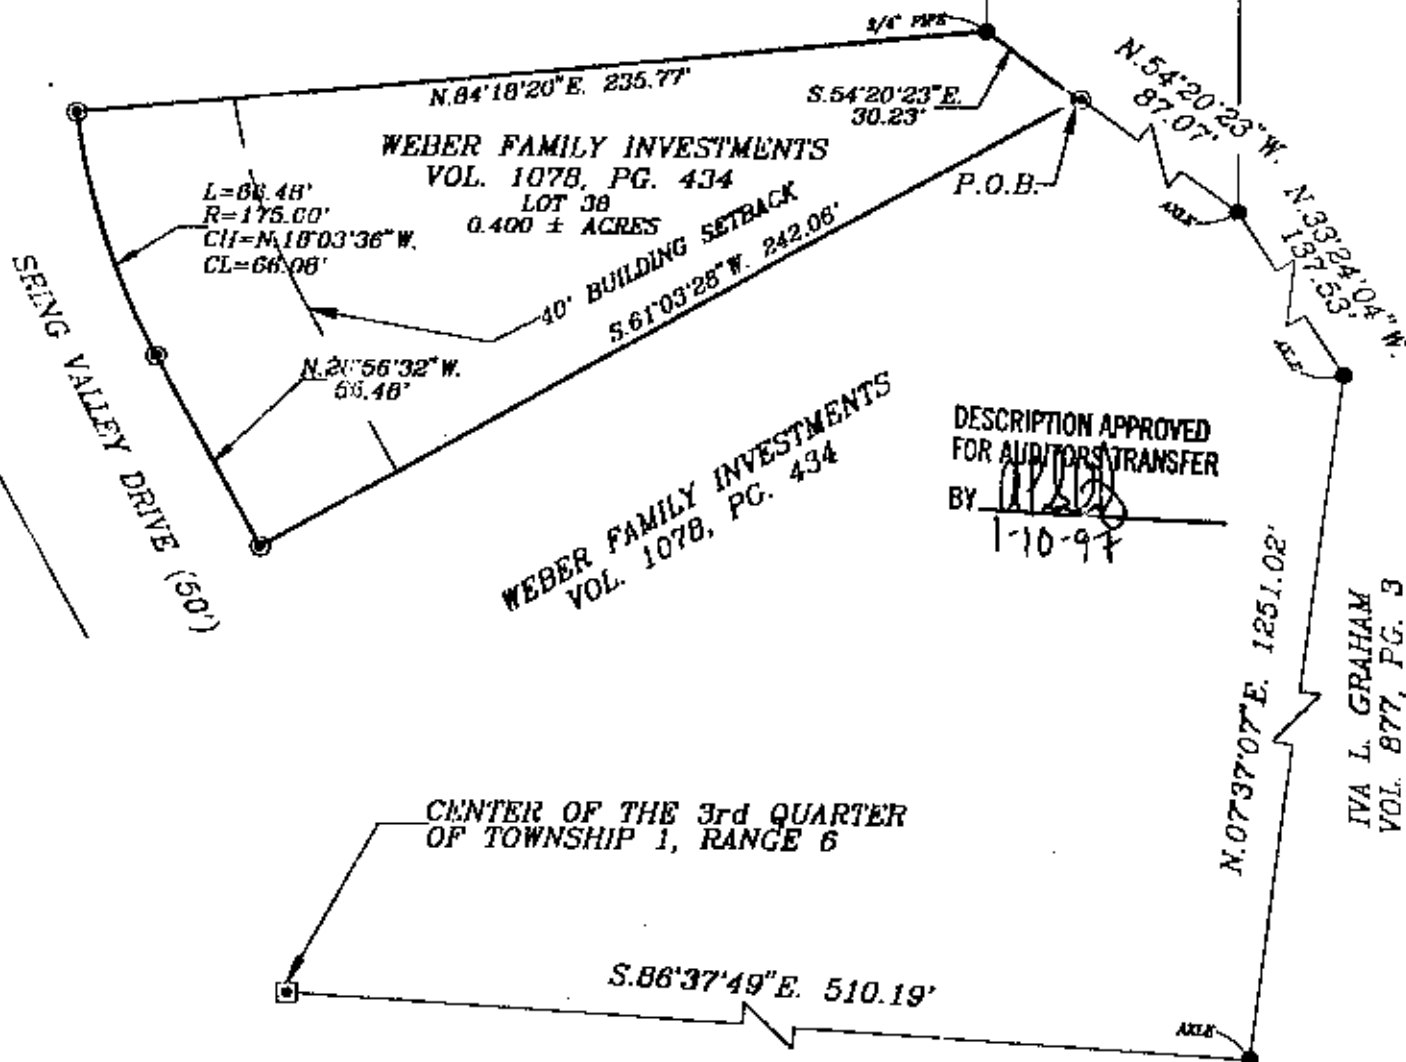 3/4" PIPE
N.84°18'20"E. 235.77'
S.54°20'23"E.
30.23'
N.54°20'23"W.
87.07'
WEBER FAMILY INVESTMENTS
VOL. 1078, PG. 434
LOT 38
0.400 ± ACRES
P.O.B.
AXLE
L=66.48'
R=175.00'
CH=N.18°03'36"W.
CL=66.08'
N.33°24'04"W.
137.53'
40' BUILDING SETBACK
S.61°03'28"W. 242.06'
AXLE
SRING VALLEY DRIVE (50')
56'32"W.
WEBER FAMILY INVESTMENTS
VOL. 1078, PG. 434
DESCRIPTION APPROVED
FOR AUDITORS TRANSFER
BY
1-10-97
N.07°37'07"E. 1251.02'
IVA L. GRAHAM
VOL. 877, PG. 3
CENTER OF THE 3rd QUARTER
OF TOWNSHIP 1, RANGE 6
S.86°37'49"E. 510.19'
AXLE